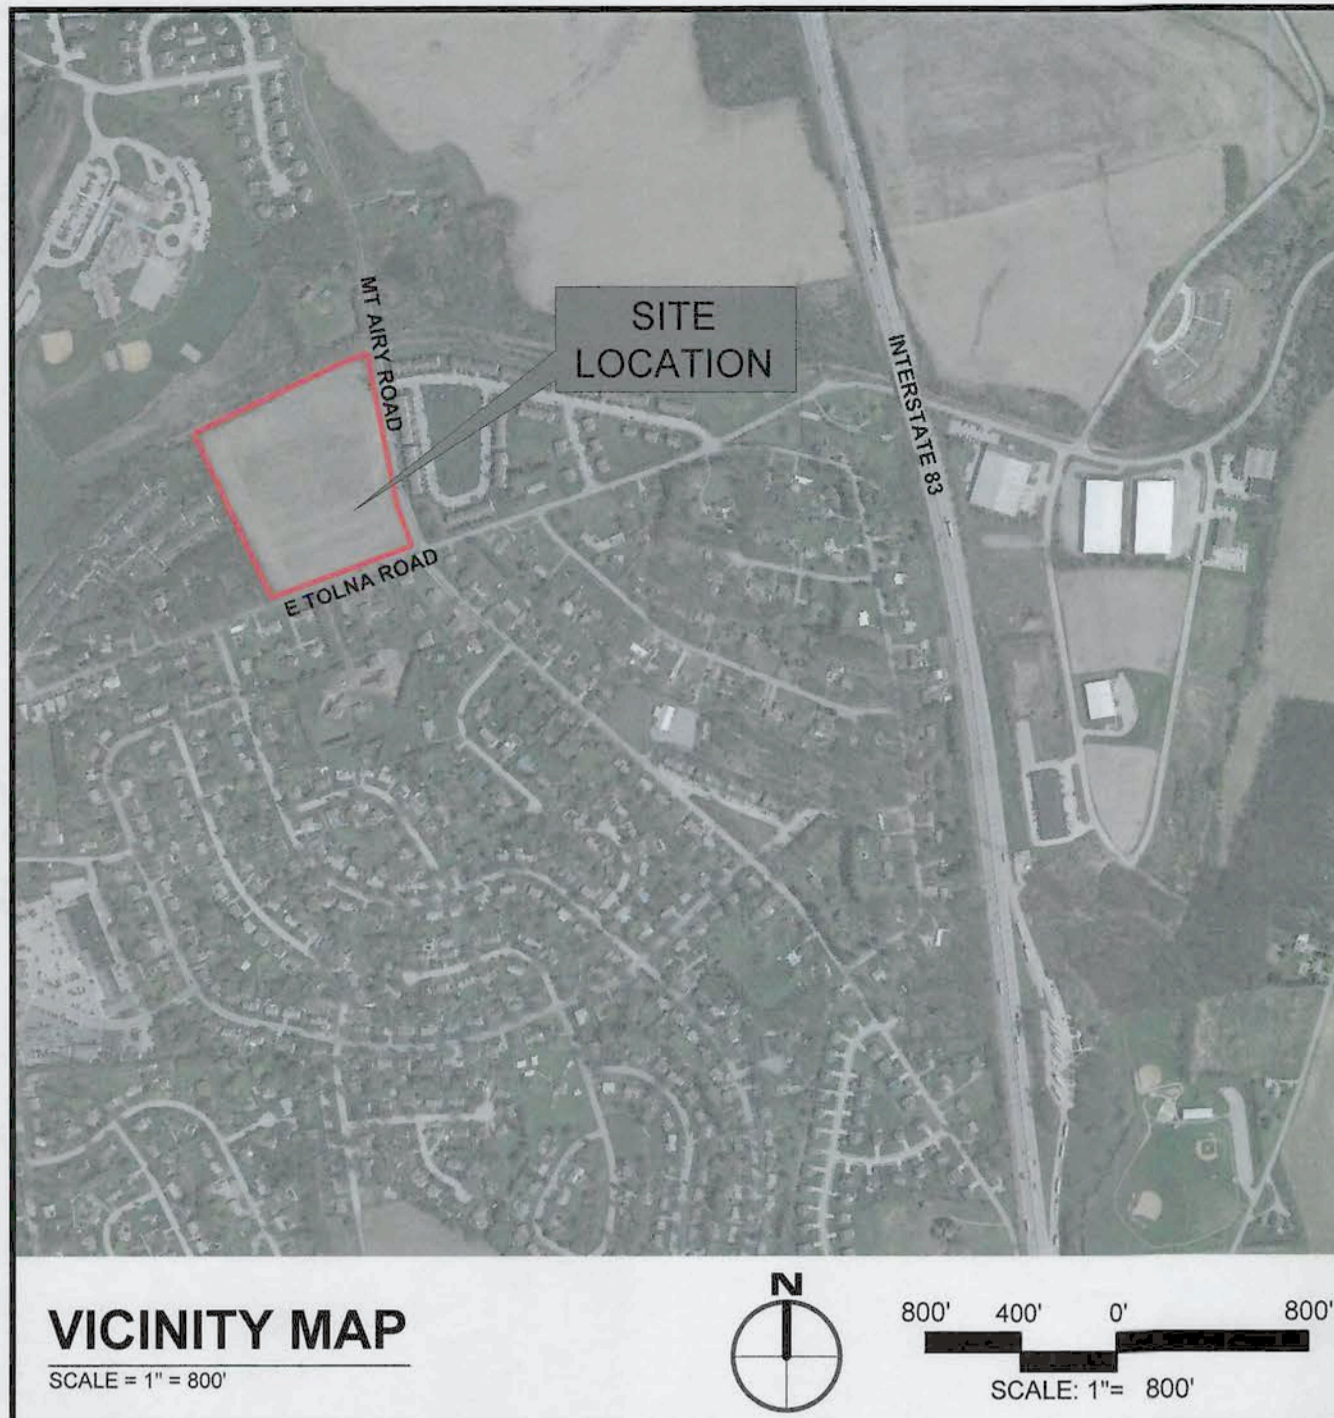 MT AIRY ROAD
SITE
LOCATION
INTERSTATE 83
E TOLNA ROAD
VICINITY MAP
SCALE = 1" = 800'
N
800' 400' 0' 800'
SCALE: 1"= 800'